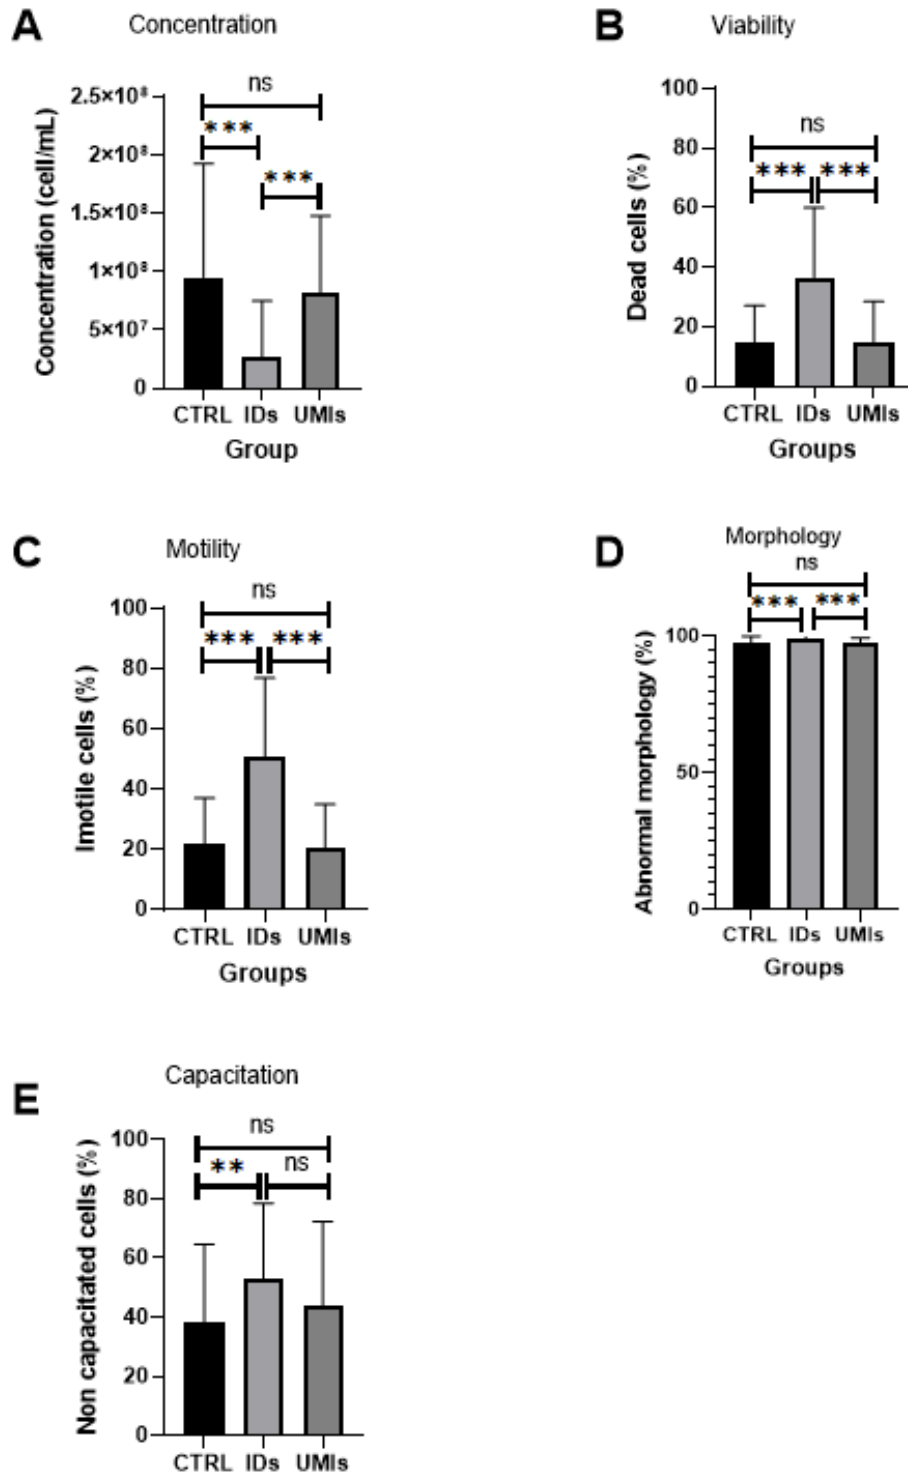 A Concentration
Concentration (cell/mL)
2.5×10⁸
2×10⁸
1.5×10⁸
1×10⁸
5×10⁷
0
ns
***
***
CTRL IDs UMIs
Group
B Viability
Dead cells (%)
100
80
60
40
20
0
ns
*** ***
CTRL IDs UMIs
Groups
C Motility
Imotile cells (%)
100
80
60
40
20
0
ns
*** ***
CTRL IDs UMIs
Groups
D Morphology
Abnormal morphology (%)
100
50
0
ns
*** ***
CTRL IDs UMIs
Groups
E Capacitation
Non capacitated cells (%)
100
80
60
40
20
0
ns
** ns
CTRL IDs UMIs